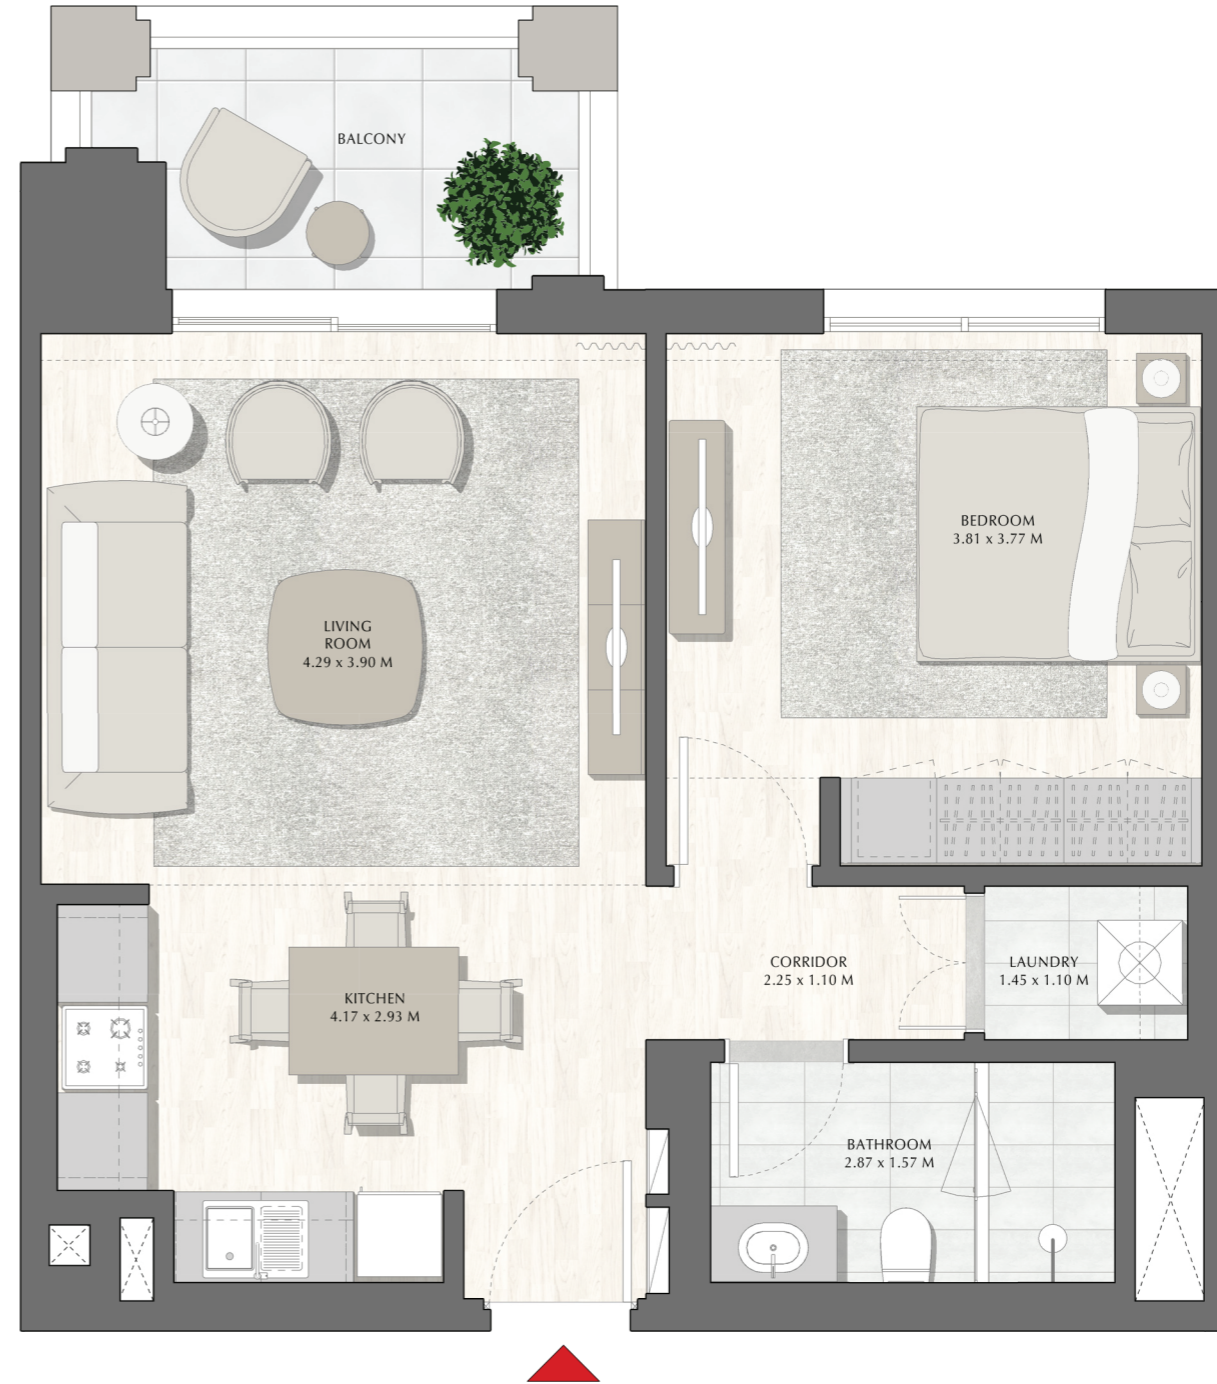 BALCONY
BEDROOM
3.81 x 3.77 M
LIVING
ROOM
4.29 x 3.90 M
CORRIDOR
2.25 x 1.10 M
LAUNDRY
1.45 x 1.10 M
KITCHEN
4.17 x 2.93 M
BATHROOM
2.87 x 1.57 M